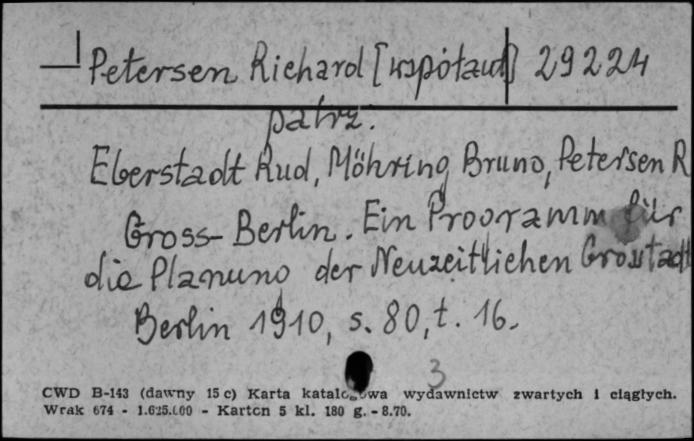 Petersen Richard [współaut] 29224
patrz:
Eberstadt Rud, Möhring Bruno, Petersen R
Gross-Berlin. Ein Programm für
die Planung der Neuzeitlichen Grosstadt
Berlin 1910, s. 80, t. 16.
3
CWD B-143 (dawny 15 c) Karta katalogowa wydawnictw zwartych i ciągłych.
Wrak 674 - 1.625.000 - Karton 5 kl. 180 g. - 8.70.